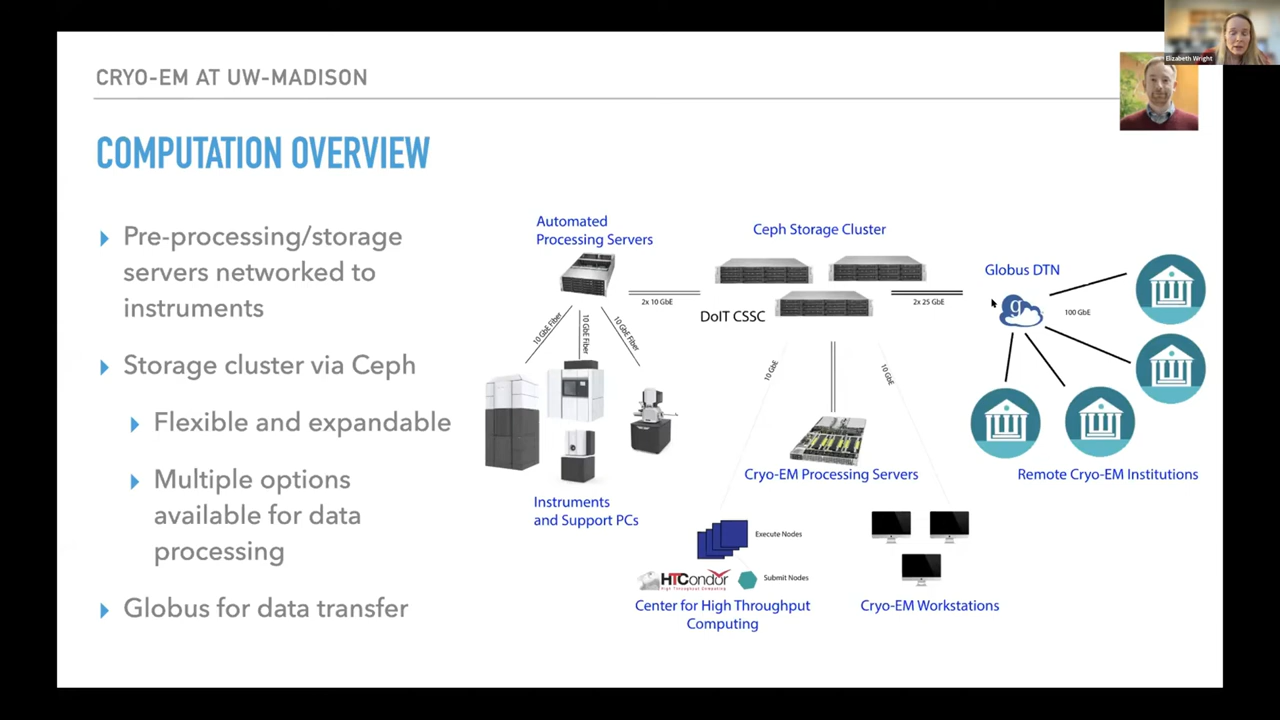 Elizabeth Wright
CRYO-EM AT UW-MADISON
COMPUTATION OVERVIEW
Pre-processing/storage
servers networked to
instruments
Storage cluster via Ceph
Flexible and expandable
Multiple options
available for data
processing
Globus for data transfer
Automated
Processing Servers
2x 10 GbE
10 GbE Fiber
10 GbE Fiber
10 GbE Fiber
Instruments
and Support PCs
Ceph Storage Cluster
DoIT CSSC
2x 25 GbE
Globus DTN
g
100 GbE
Remote Cryo-EM Institutions
10 GbE
10 GbE
Cryo-EM Processing Servers
Execute Nodes
HTCondor
High Throughput Computing
Submit Nodes
Center for High Throughput
Computing
Cryo-EM Workstations